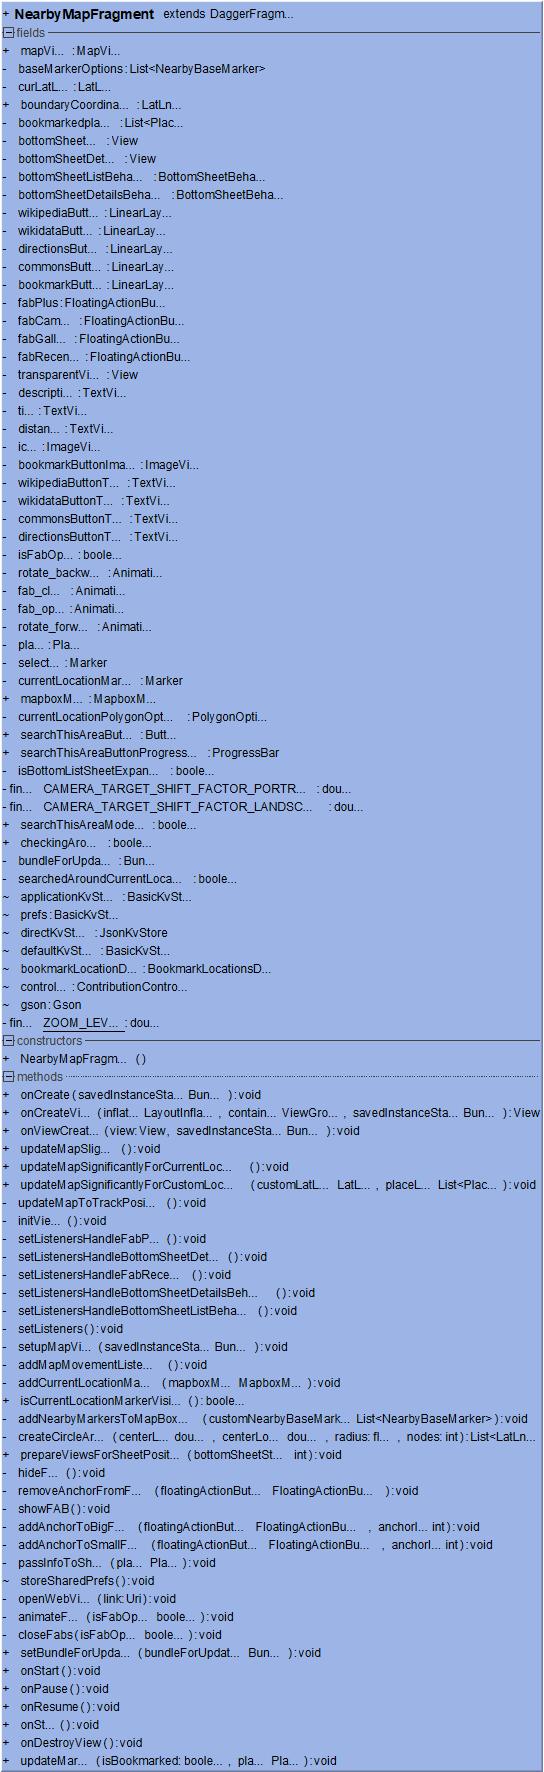 + NearbyMapFragment extends DaggerFragm...
fields
+ mapVi... : MapVi...
- baseMarkerOptions : List<NearbyBaseMarker>
- curLatL... : LatL...
+ boundaryCoordina... : LatLn...
- bookmarkedpla... : List<Plac...
- bottomSheet... : View
- bottomSheetDet... : View
- bottomSheetListBeha... : BottomSheetBeha...
- bottomSheetDetailsBeha... : BottomSheetBeha...
- wikipediaButt... : LinearLay...
- wikidataButt... : LinearLay...
- directionsBut... : LinearLay...
- commonsButt... : LinearLay...
- bookmarkButt... : LinearLay...
- fabPlus : FloatingActionBu...
- fabCam... : FloatingActionBu...
- fabGall... : FloatingActionBu...
- fabRecen... : FloatingActionBu...
- transparentVi... : View
- descripti... : TextVi...
- ti... : TextVi...
- distan... : TextVi...
- ic... : ImageVi...
- bookmarkButtonIma... : ImageVi...
- wikipediaButtonT... : TextVi...
- wikidataButtonT... : TextVi...
- commonsButtonT... : TextVi...
- directionsButtonT... : TextVi...
- isFabOp... : boole...
- rotate_backw... : Animati...
- fab_cl... : Animati...
- fab_op... : Animati...
- rotate_forw... : Animati...
- pla... : Pla...
- select... : Marker
- currentLocationMar... : Marker
+ mapboxM... : MapboxM...
- currentLocationPolygonOpt... : PolygonOpti...
+ searchThisAreaBut... : Butt...
+ searchThisAreaButtonProgress... : ProgressBar
- isBottomListSheetExpan... : boole...
- fin... CAMERA_TARGET_SHIFT_FACTOR_PORTR... : dou...
- fin... CAMERA_TARGET_SHIFT_FACTOR_LANDSC... : dou...
+ searchThisAreaMode... : boole...
+ checkingAro... : boole...
- bundleForUpda... : Bun...
- searchedAroundCurrentLoca... : boole...
~ applicationKvSt... : BasicKvSt...
~ prefs : BasicKvSt...
~ directKvSt... : JsonKvStore
~ defaultKvSt... : BasicKvSt...
~ bookmarkLocationD... : BookmarkLocationsD...
~ control... : ContributionContro...
~ gson : Gson
- fin... ZOOM_LEV... : dou...
constructors
+ NearbyMapFragm... ( )
methods
+ onCreate ( savedInstanceSta... Bun... ) : void
+ onCreateVi... ( inflat... LayoutInfla... , contain... ViewGro... , savedInstanceSta... Bun... ) : View
+ onViewCreat... ( view: View, savedInstanceSta... Bun... ) : void
+ updateMapSlig... ( ) : void
+ updateMapSignificantlyForCurrentLoc... ( ) : void
+ updateMapSignificantlyForCustomLoc... ( customLatL... LatL... , placeL... List<Plac... ) : void
- updateMapToTrackPosi... ( ) : void
- initVie... ( ) : void
- setListenersHandleFabP... ( ) : void
- setListenersHandleBottomSheetDet... ( ) : void
- setListenersHandleFabRece... ( ) : void
- setListenersHandleBottomSheetDetailsBeh... ( ) : void
- setListenersHandleBottomSheetListBeha... ( ) : void
- setListeners ( ) : void
- setupMapVi... ( savedInstanceSta... Bun... ) : void
- addMapMovementListe... ( ) : void
- addCurrentLocationMa... ( mapboxM... MapboxM... ) : void
+ isCurrentLocationMarkerVisi... ( ) : boole...
- addNearbyMarkersToMapBox... ( customNearbyBaseMark... List<NearbyBaseMarker> ) : void
- createCircleAr... ( centerL... dou... , centerLo... dou... , radius: fl... , nodes: int ) : List<LatLn...
+ prepareViewsForSheetPosit... ( bottomSheetSt... int ) : void
- hideF... ( ) : void
- removeAnchorFromF... ( floatingActionBut... FloatingActionBu... ) : void
- showFAB ( ) : void
- addAnchorToBigF... ( floatingActionBut... FloatingActionBu... , anchorI... int ) : void
- addAnchorToSmallF... ( floatingActionBut... FloatingActionBu... , anchorI... int ) : void
- passInfoToSh... ( pla... Pla... ) : void
~ storeSharedPrefs ( ) : void
- openWebVi... ( link: Uri ) : void
- animateF... ( isFabOp... boole... ) : void
- closeFabs ( isFabOp... boole... ) : void
+ setBundleForUpda... ( bundleForUpdat... Bun... ) : void
+ onStart ( ) : void
+ onPause ( ) : void
+ onResume ( ) : void
+ onSt... ( ) : void
+ onDestroyView ( ) : void
+ updateMar... ( isBookmarked: boole... , pla... Pla... ) : void